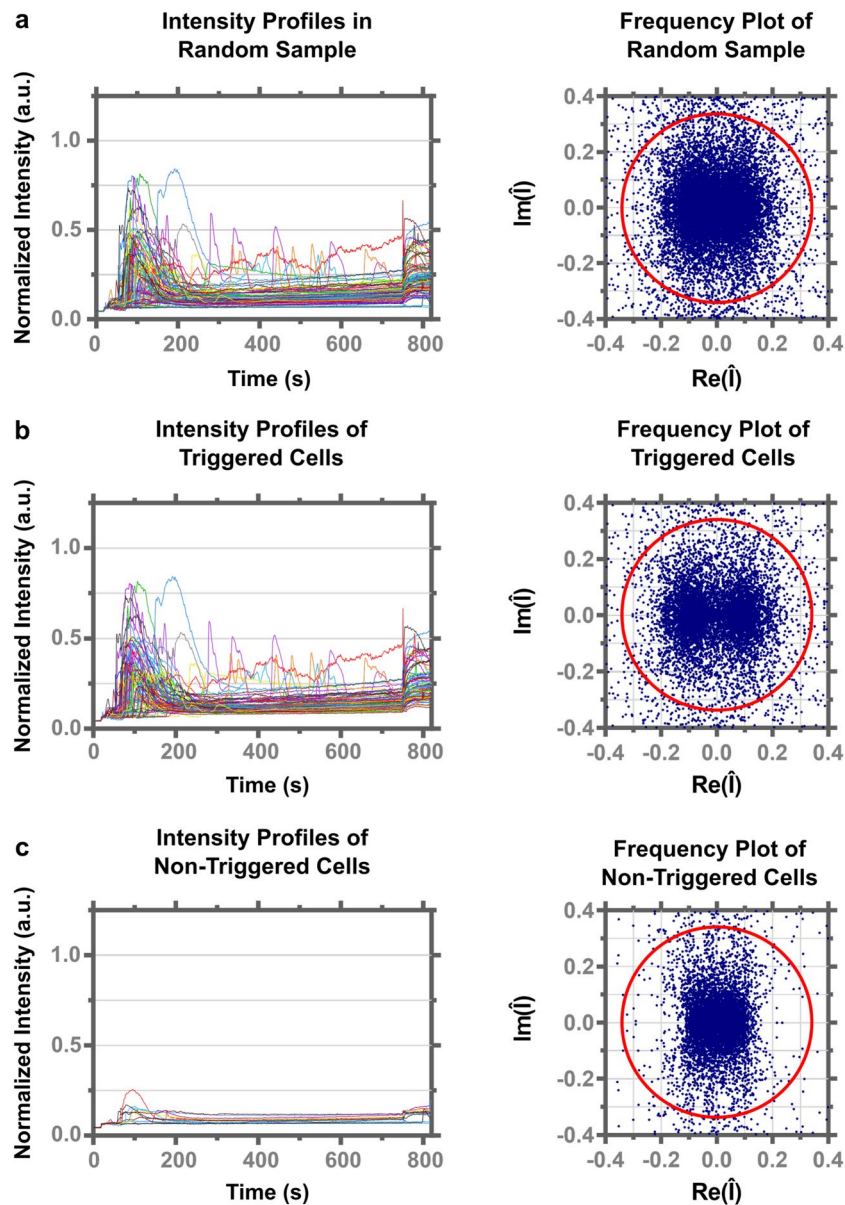 a
Intensity Profiles in
Random Sample
Normalized Intensity (a.u.)
1.0
0.5
0.0
0
200
400
600
800
Time (s)
Frequency Plot of
Random Sample
Im(Î)
0.4
0.2
0.0
-0.2
-0.4
-0.4
-0.2
0.0
0.2
0.4
Re(Î)
b
Intensity Profiles of
Triggered Cells
Normalized Intensity (a.u.)
1.0
0.5
0.0
0
200
400
600
800
Time (s)
Frequency Plot of
Triggered Cells
Im(Î)
0.4
0.2
0.0
-0.2
-0.4
-0.4
-0.2
0.0
0.2
0.4
Re(Î)
c
Intensity Profiles of
Non-Triggered Cells
Normalized Intensity (a.u.)
1.0
0.5
0.0
0
200
400
600
800
Time (s)
Frequency Plot of
Non-Triggered Cells
Im(Î)
0.4
0.2
0.0
-0.2
-0.4
-0.4
-0.2
0.0
0.2
0.4
Re(Î)